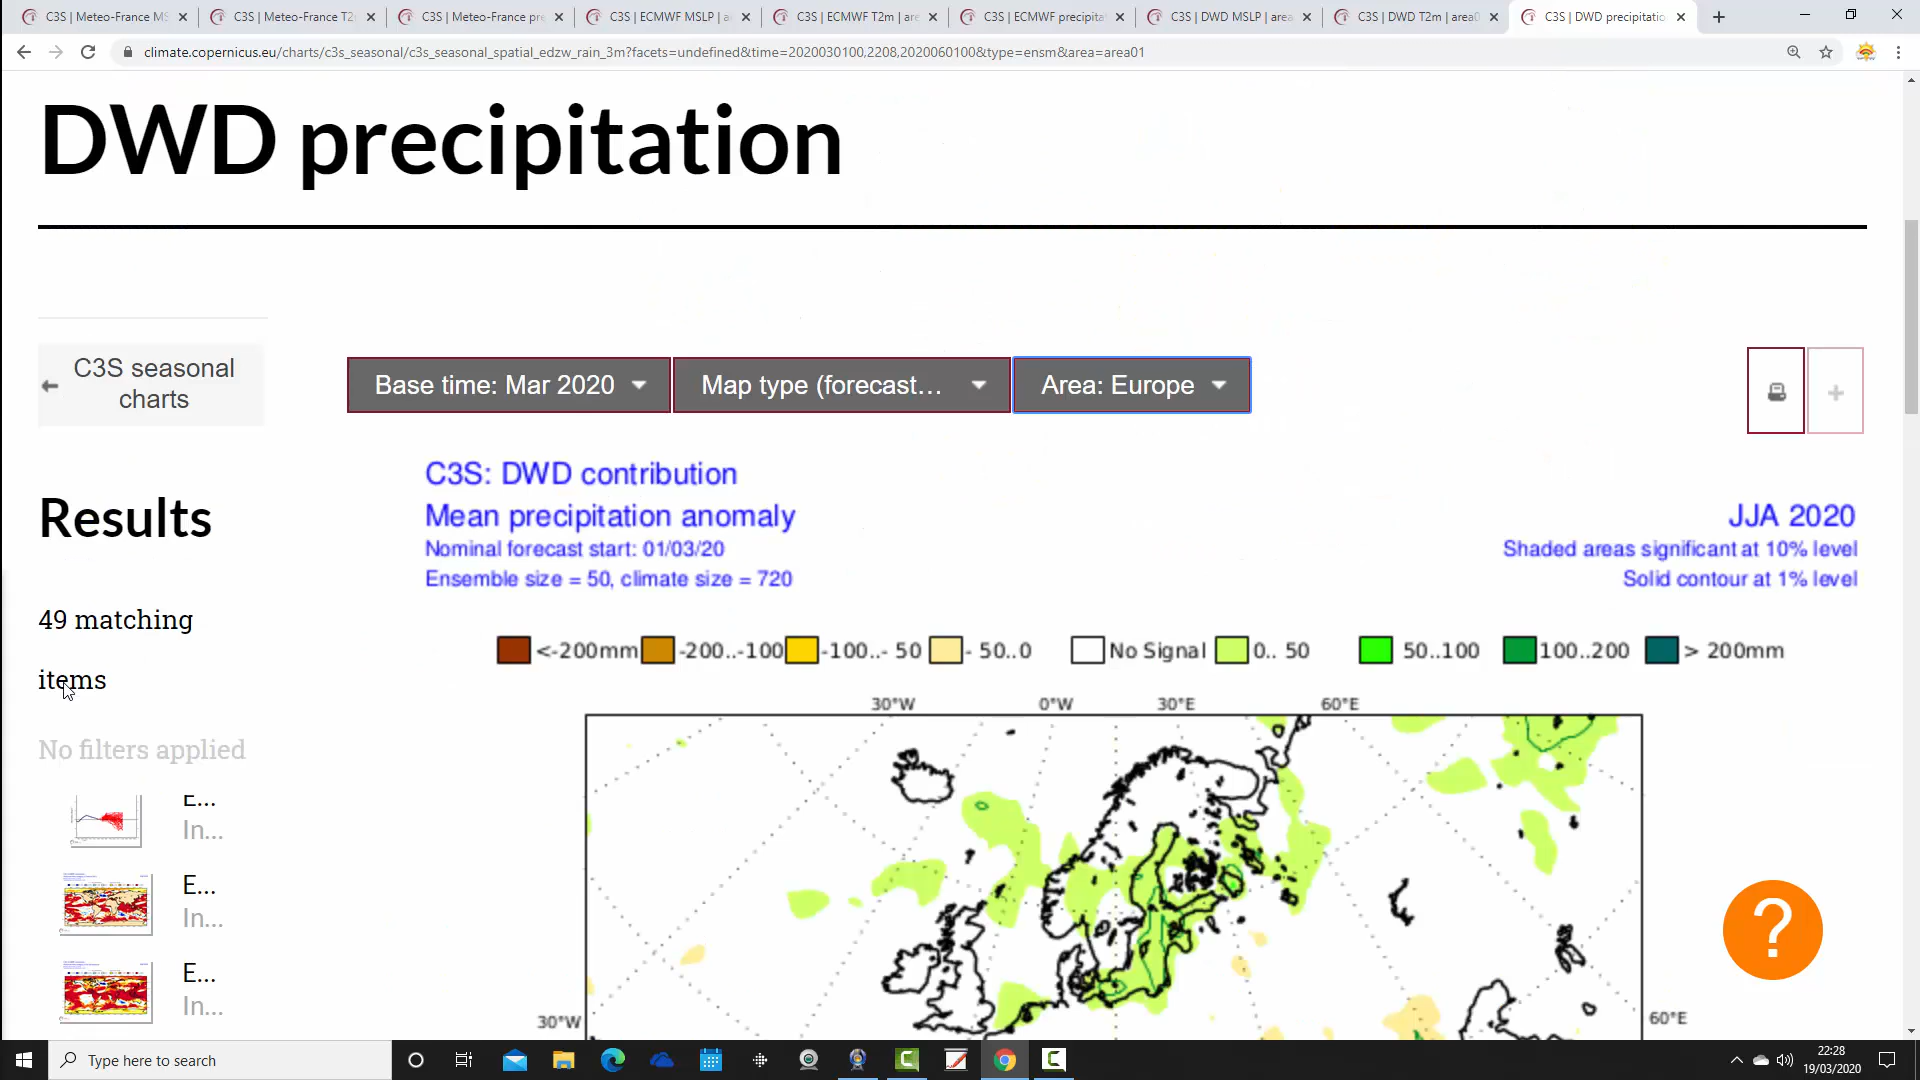 C3S | Meteo-France MS
C3S | Meteo-France T2
C3S | Meteo-France pre
C3S | ECMWF MSLP | a
C3S | ECMWF T2m | are
C3S | ECMWF precipita
C3S | DWD MSLP | area
C3S | DWD T2m | area0
C3S | DWD precipitatio
climate.copernicus.eu/charts/c3s_seasonal/c3s_seasonal_spatial_edzw_rain_3m?facets=undefined&time=2020030100,2208,2020060100&type=ensm&area=area01
DWD precipitation
C3S seasonal
charts
Base time: Mar 2020
Map type (forecast...
Area: Europe
Results
49 matching
items
No filters applied
E...
In...
E...
In...
E...
In...
C3S: DWD contribution
Mean precipitation anomaly
Nominal forecast start: 01/03/20
Ensemble size = 50, climate size = 720
JJA 2020
Shaded areas significant at 10% level
Solid contour at 1% level
<-200mm -200..-100 -100..- 50 - 50..0 No Signal 0.. 50 50..100 100..200 > 200mm
30°W 0°W 30°E 60°E
30°W 60°E
?
Type here to search
22:28
19/03/2020